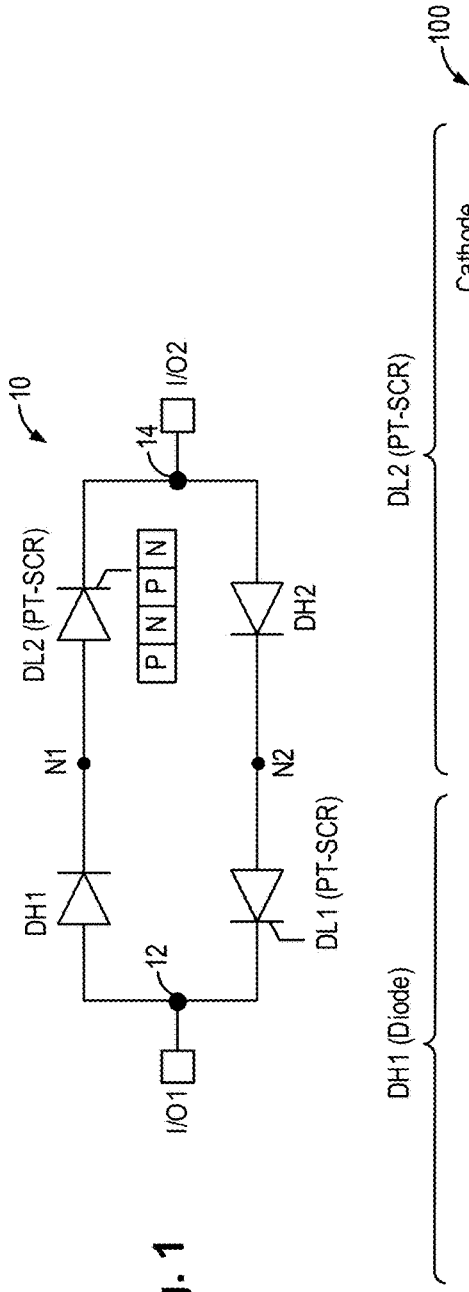 10
DH1
N1
DL2 (PT-SCR)
14
P N P N
12
I/O1
I/O2
DL1 (PT-SCR)
N2
DH2
100
DH1 (Diode)
DL2 (PT-SCR)
Cathode
. 1